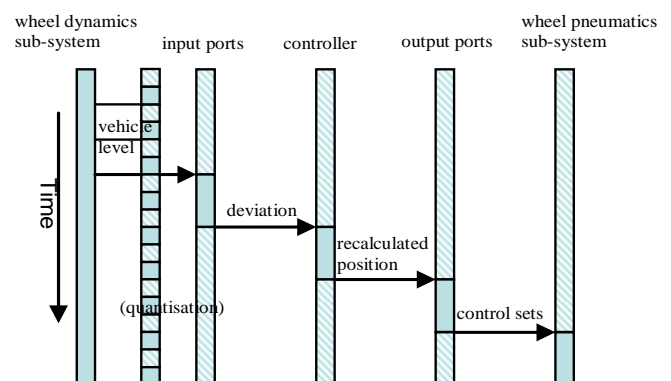 wheel dynamics
sub-system
input ports
controller
output ports
wheel pneumatics
sub-system
vehicle
level
Time
deviation
recalculated
position
(quantisation)
control sets